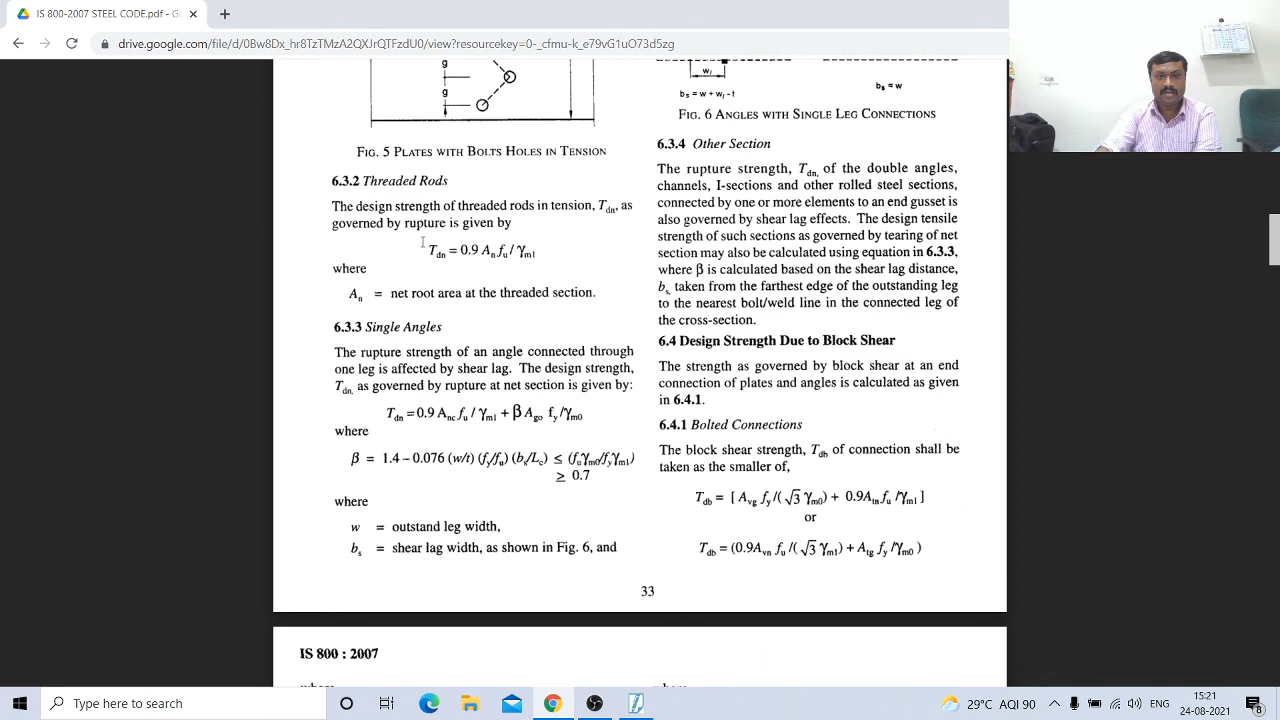 IS 800-2007 STEEL CODE.pdf - Go
drive.google.com/file/d/0Bw8Dx_hr8TzTMzA2YXJQTFzdU0/view?resourcekey=0-_cfmu-k_e79cd1uO73d5zg
g
g
FIG. 5 PLATES WITH BOLTS HOLES IN TENSION
6.3.2 Threaded Rods
The design strength of threaded rods in tension, Tdn, as
governed by rupture is given by
Tdn = 0.9 An fu / γm1
where
An = net root area at the threaded section.
6.3.3 Single Angles
The rupture strength of an angle connected through
one leg is affected by shear lag. The design strength,
Tdn, as governed by rupture at net section is given by:
Tdn = 0.9 Anc fu / γm1 + β Ago fy /γm0
where
β = 1.4 – 0.076 (w/t) (fy/fu) (bs/Lc) ≤ (fu γm0/fy γm1)
≥ 0.7
where
w = outstand leg width,
bs = shear lag width, as shown in Fig. 6, and
wi
bs = w + wi - t
bs = w
FIG. 6 ANGLES WITH SINGLE LEG CONNECTIONS
6.3.4 Other Section
The rupture strength, Tdn, of the double angles,
channels, I-sections and other rolled steel sections,
connected by one or more elements to an end gusset is
also governed by shear lag effects. The design tensile
strength of such sections as governed by tearing of net
section may also be calculated using equation in 6.3.3,
where β is calculated based on the shear lag distance,
bs, taken from the farthest edge of the outstanding leg
to the nearest bolt/weld line in the connected leg of
the cross-section.
6.4 Design Strength Due to Block Shear
The strength as governed by block shear at an end
connection of plates and angles is calculated as given
in 6.4.1.
6.4.1 Bolted Connections
The block shear strength, Tdb of connection shall be
taken as the smaller of,
Tdb = [ Avg fy /( √3 γm0) + 0.9Atn fu /γm1 ]
or
Tdb = (0.9Avn fu /( √3 γm1) + Atg fy /γm0 )
33
IS 800 : 2007
where
where
Type here to search
29°C AQI 90
15:21
24-08-2021
8